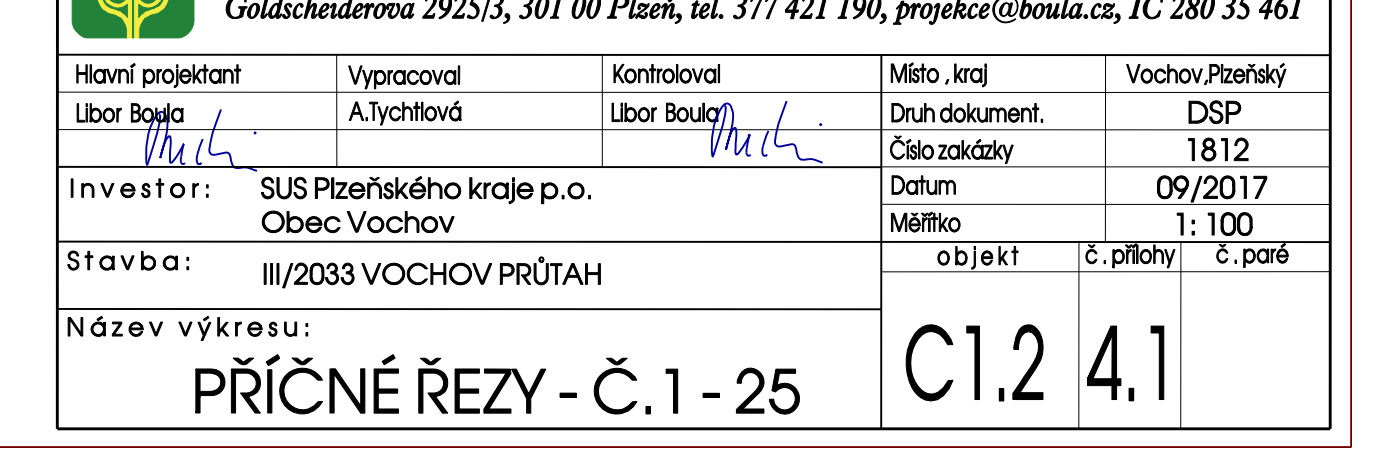 Goldscheiderova 2925/3, 301 00 Plzeň, tel. 377 421 190, projekce@boula.cz, IČ 280 35 461
Hlavní projektant Vypracoval Kontroloval Místo , kraj Vochov,Plzeňský
Libor Boula A.Tychtlová Libor Boula Druh dokument. DSP
Číslo zakázky 1812
Investor: SUS Plzeňského kraje p.o. Datum 09/2017
Obec Vochov Měřítko 1: 100
Stavba: III/2033 VOCHOV PRŮTAH objekt č.přílohy č.paré
Název výkresu:
PŘÍČNÉ ŘEZY - Č.1 - 25 C1.2 4.1